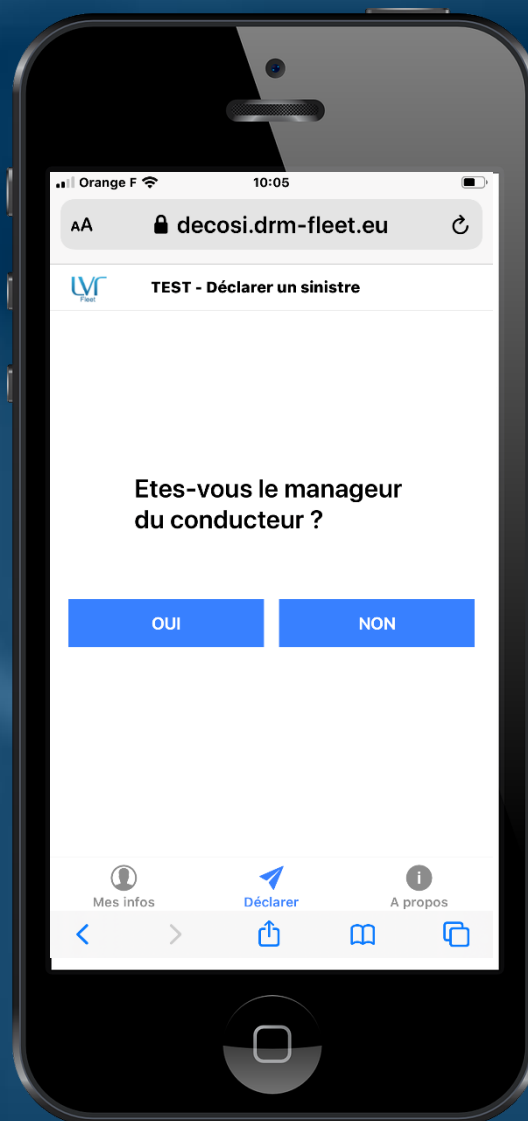 Orange F 10:05
AA decosi.drm-fleet.eu
LVR
Fleet
TEST - Déclarer un sinistre
Etes-vous le manageur
du conducteur ?
OUI NON
Mes infos Déclarer A propos